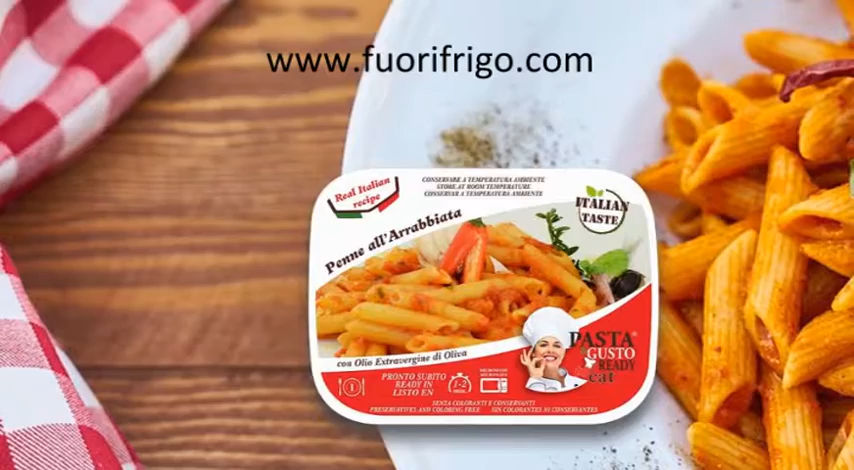 www.fuorifrigo.com
Real Italian
recipe
CONSERVARE A TEMPERATURA AMBIENTE
STORE AT ROOM TEMPERATURE
CONSERVAR A TEMPERATURA AMBIENTE
ITALIAN
TASTE
Penne all'Arrabbiata
con Olio Extravergine di Oliva
PASTA®
GUSTO
READY
eat
1
PRONTO SUBITO
READY IN
LISTO EN
1-2
SENZA COLORANTI E CONSERVANTI
PRESERVATIVES AND COLORING FREE SIN COLORANTES NI CONSERVANTES